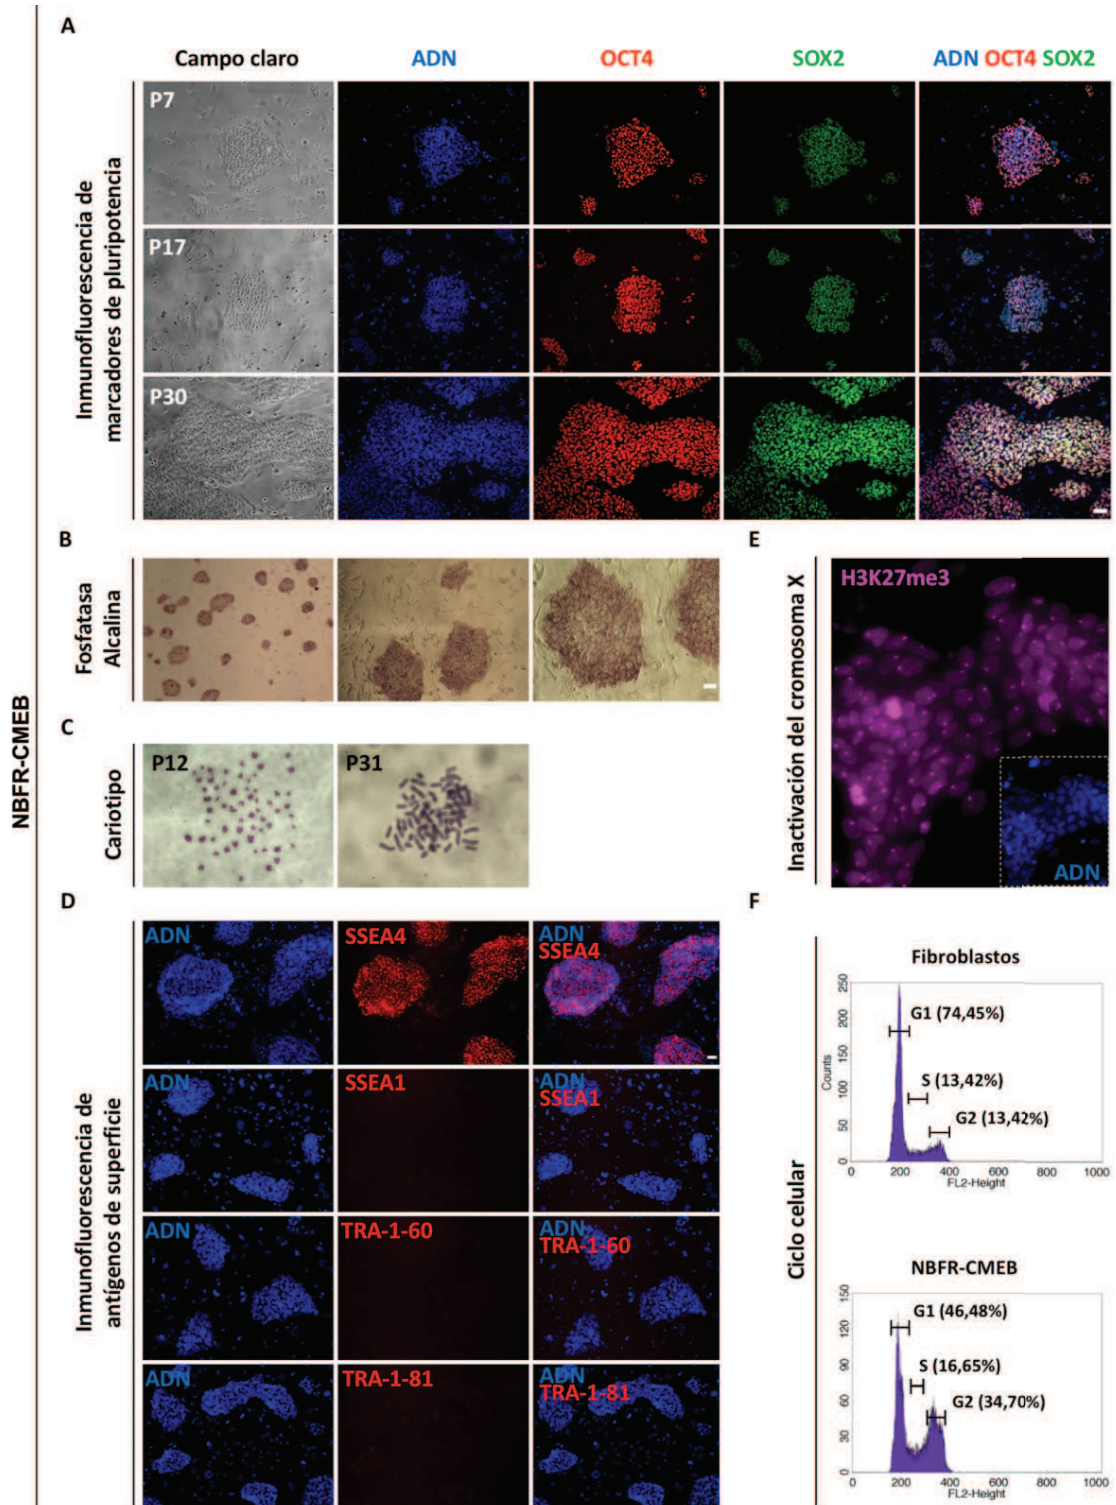 NBFR-CMEB
A
Campo claro
ADN
OCT4
SOX2
ADN OCT4 SOX2
Inmunofluorescencia de
marcadores de pluripotencia
P7
P17
P30
B
Fosfatasa
Alcalina
C
Cariotipo
P12
P31
D
Inmunofluorescencia de
antígenos de superficie
ADN
SSEA4
ADN
SSEA4
ADN
SSEA1
ADN
SSEA1
ADN
TRA-1-60
ADN
TRA-1-60
ADN
TRA-1-81
ADN
TRA-1-81
E
Inactivación del cromosoma X
H3K27me3
ADN
F
Ciclo celular
Fibroblastos
Counts
250
200
150
100
50
0
G1 (74,45%)
S (13,42%)
G2 (13,42%)
0 200 400 600 800 1000
FL2-Height
NBFR-CMEB
150
120
90
60
30
0
G1 (46,48%)
S (16,65%)
G2 (34,70%)
0 200 400 600 800 1000
FL2-Height